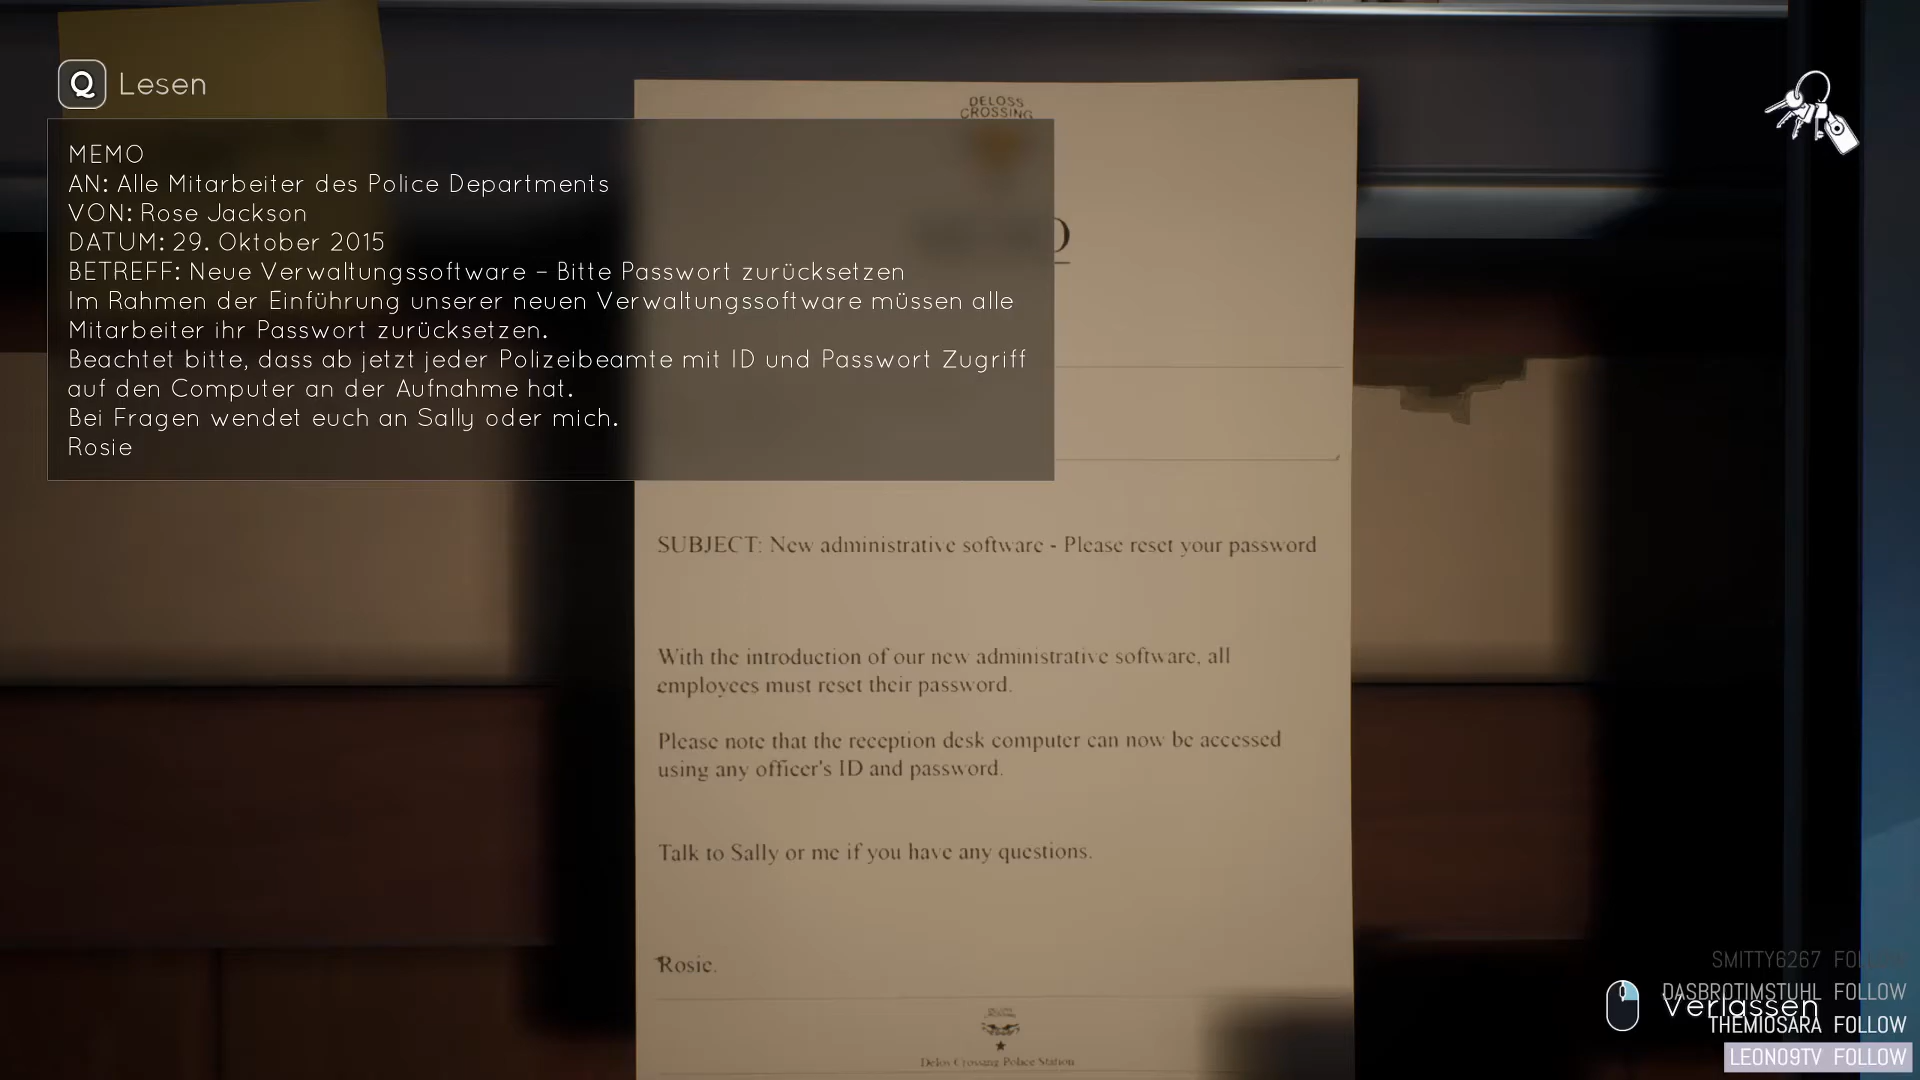 Q Lesen
MEMO
AN: Alle Mitarbeiter des Police Departments
VON: Rose Jackson
DATUM: 29. Oktober 2015
BETREFF: Neue Verwaltungssoftware – Bitte Passwort zurücksetzen
Im Rahmen der Einführung unserer neuen Verwaltungssoftware müssen alle
Mitarbeiter ihr Passwort zurücksetzen.
Beachtet bitte, dass ab jetzt jeder Polizeibeamte mit ID und Passwort Zugriff
auf den Computer an der Aufnahme hat.
Bei Fragen wendet euch an Sally oder mich.
Rosie
DELOSS
CROSSING
SUBJECT: New administrative software - Please reset your password
With the introduction of our new administrative software, all
employees must reset their password.
Please note that the reception desk computer can now be accessed
using any officer's ID and password.
Talk to Sally or me if you have any questions.
Rosie.
Delos Crossing Police Station
SMITTY6267 FOLLOW
DASBROTIMSTUHL FOLLOW
Verlassen
THEMIOSARA FOLLOW
LEONO9TV FOLLOW